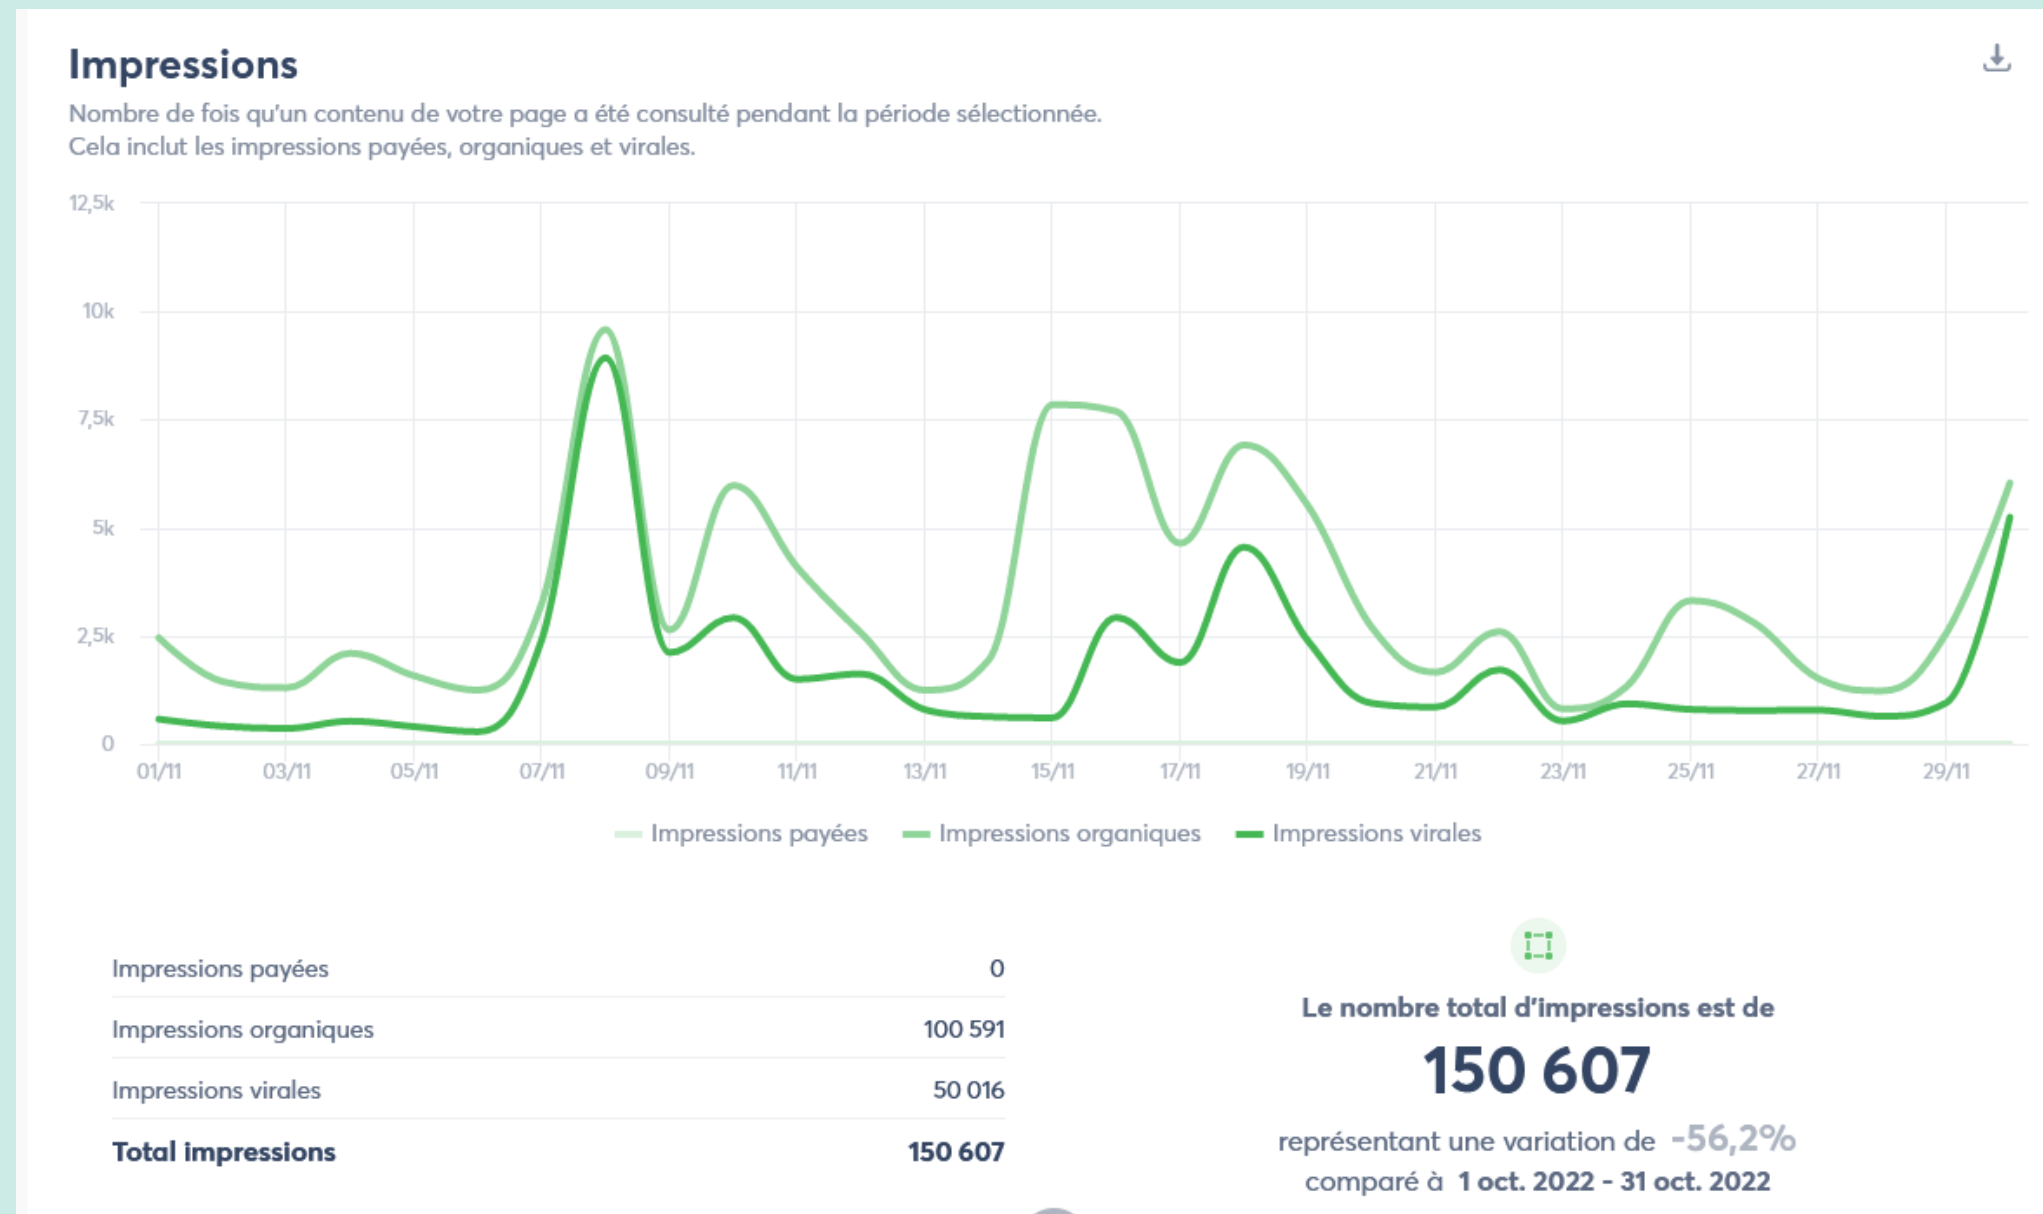 Impressions
Nombre de fois qu'un contenu de votre page a été consulté pendant la période sélectionnée.
Cela inclut les impressions payées, organiques et virales.
12,5k
10k
7,5k
5k
2,5k
0
01/11 03/11 05/11 07/11 09/11 11/11 13/11 15/11 17/11 19/11 21/11 23/11 25/11 27/11 29/11
Impressions payées Impressions organiques Impressions virales
Impressions payées 0
Impressions organiques 100 591
Impressions virales 50 016
Total impressions 150 607
Le nombre total d'impressions est de
150 607
représentant une variation de -56,2%
comparé à 1 oct. 2022 - 31 oct. 2022